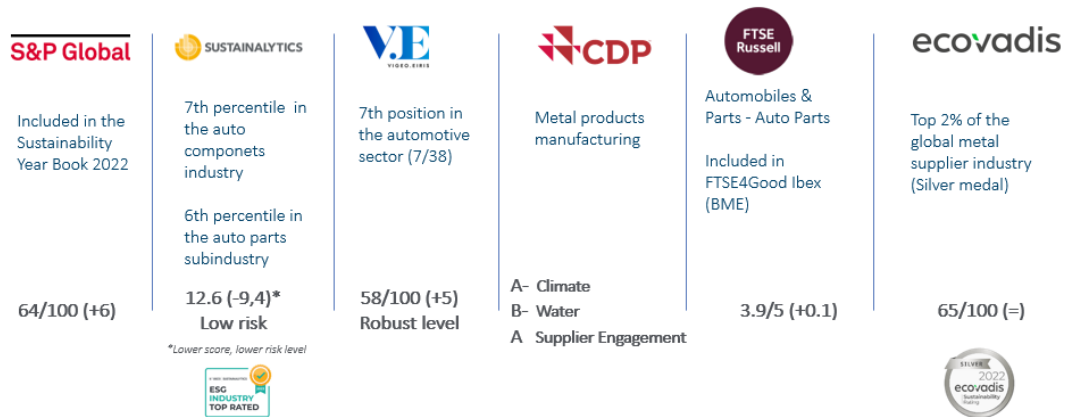 S&P Global
Included in the
Sustainability
Year Book 2022
64/100 (+6)
SUSTAINALYTICS
7th percentile in
the auto
componets
industry
6th percentile in
the auto parts
subindustry
12.6 (-9,4)*
Low risk
*Lower score, lower risk level
ESG
INDUSTRY
TOP RATED
V.E
VIGEO.EIRIS
7th position in
the automotive
sector (7/38)
58/100 (+5)
Robust level
CDP
Metal products
manufacturing
A- Climate
B- Water
A Supplier Engagement
FTSE
Russell
Automobiles &
Parts - Auto Parts
Included in
FTSE4Good Ibex
(BME)
3.9/5 (+0.1)
ecovadis
Top 2% of the
global metal
supplier industry
(Silver medal)
65/100 (=)
SILVER
2022
ecovadis
Sustainability
Rating